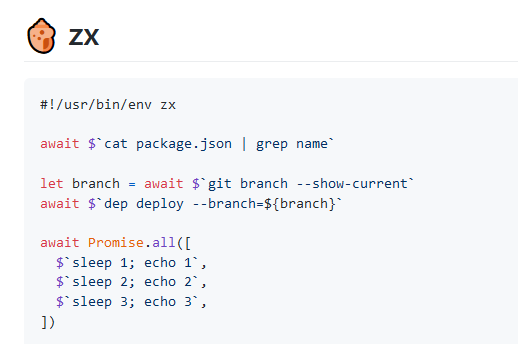 ZX
#!/usr/bin/env zx
await $`cat package.json | grep name`
let branch = await $`git branch --show-current`
await $`dep deploy --branch=${branch}`
await Promise.all([
  $`sleep 1; echo 1`,
  $`sleep 2; echo 2`,
  $`sleep 3; echo 3`,
])